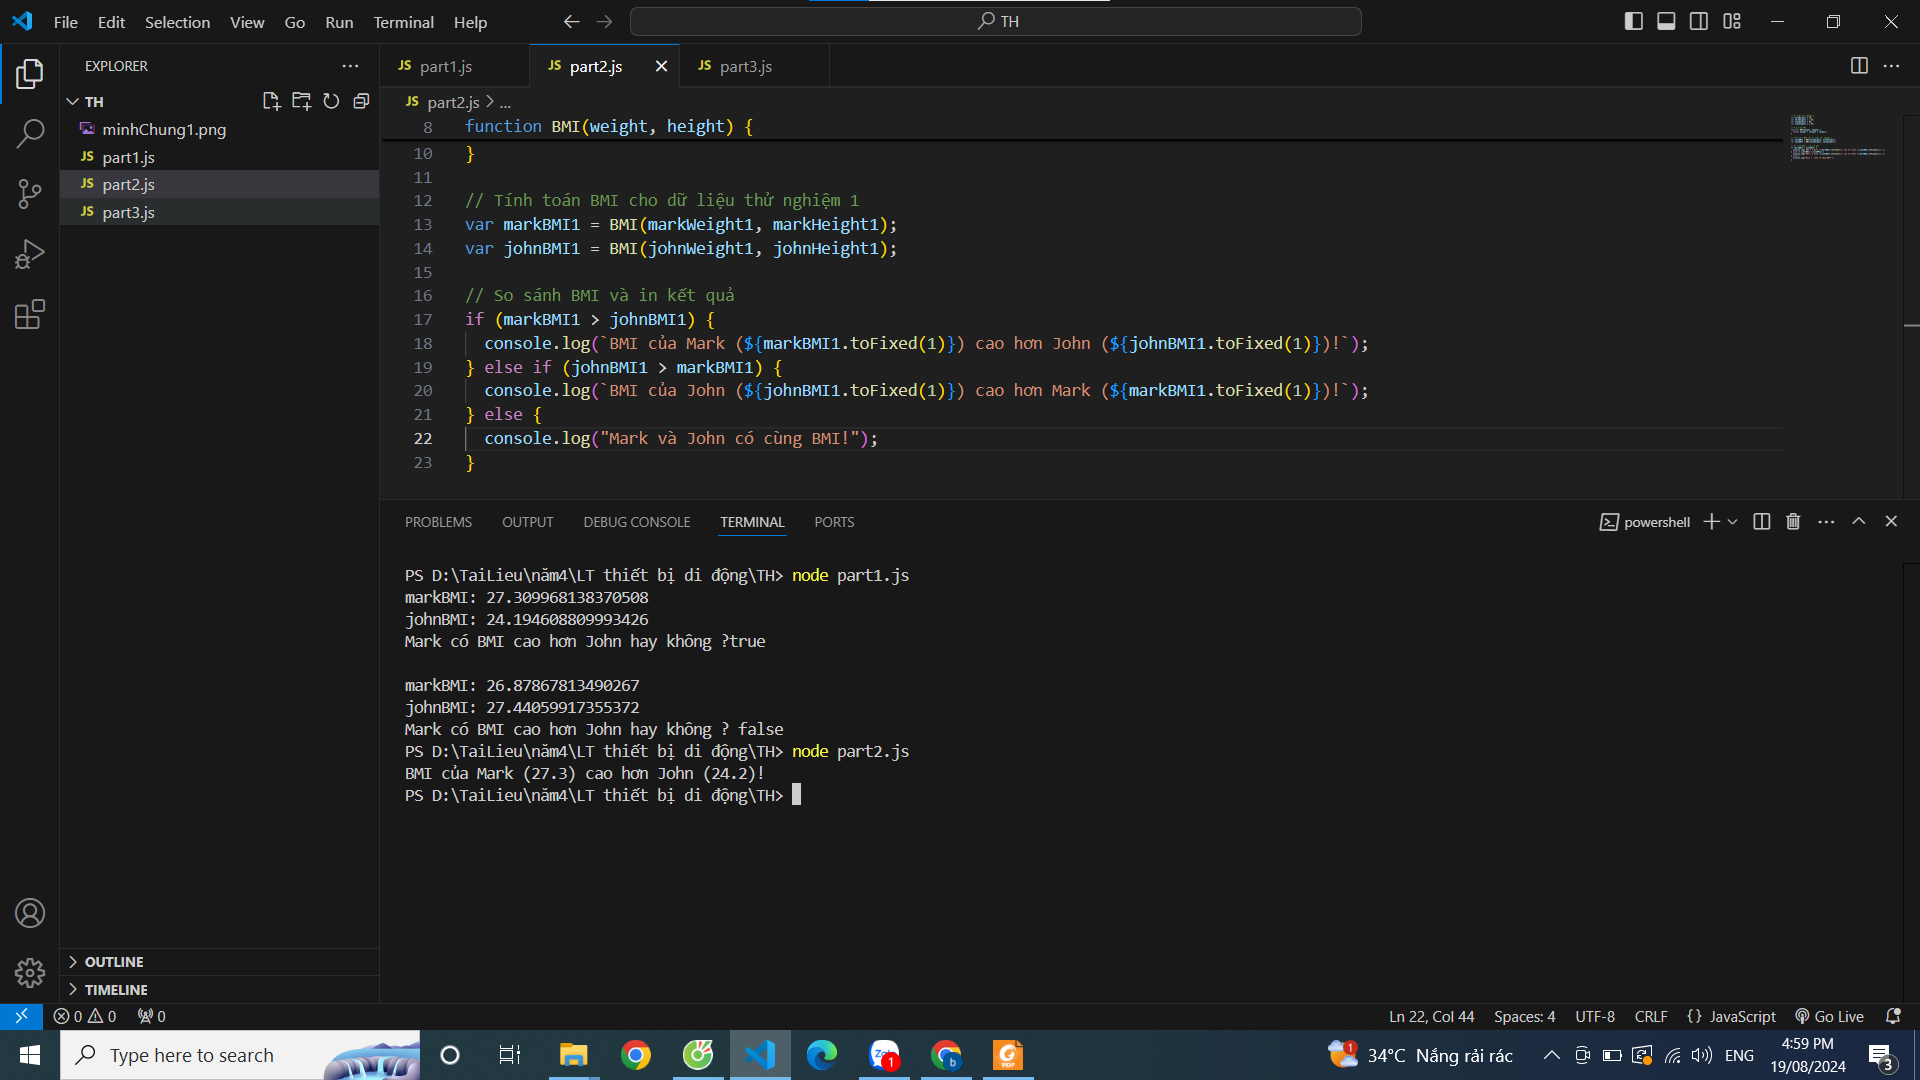 File Edit Selection View Go Run Terminal Help
TH
EXPLORER
TH
minhChung1.png
JS part1.js
JS part2.js
JS part3.js
OUTLINE
TIMELINE
JS part1.js JS part2.js JS part3.js
JS part2.js > ...
8 function BMI(weight, height) {
10 }
11
12 // Tính toán BMI cho dữ liệu thử nghiệm 1
13 var markBMI1 = BMI(markWeight1, markHeight1);
14 var johnBMI1 = BMI(johnWeight1, johnHeight1);
15
16 // So sánh BMI và in kết quả
17 if (markBMI1 > johnBMI1) {
18 console.log(`BMI của Mark (${markBMI1.toFixed(1)}) cao hơn John (${johnBMI1.toFixed(1)})!`);
19 } else if (johnBMI1 > markBMI1) {
20 console.log(`BMI của John (${johnBMI1.toFixed(1)}) cao hơn Mark (${markBMI1.toFixed(1)})!`);
21 } else {
22 console.log("Mark và John có cùng BMI!");
23 }
PROBLEMS OUTPUT DEBUG CONSOLE TERMINAL PORTS
powershell
PS D:\TaiLieu\năm4\LT thiết bị di động\TH> node part1.js
markBMI: 27.309968138370508
johnBMI: 24.194608809993426
Mark có BMI cao hơn John hay không ?true
markBMI: 26.87867813490267
johnBMI: 27.44059917355372
Mark có BMI cao hơn John hay không ? false
PS D:\TaiLieu\năm4\LT thiết bị di động\TH> node part2.js
BMI của Mark (27.3) cao hơn John (24.2)!
PS D:\TaiLieu\năm4\LT thiết bị di động\TH>
0 0 0
Ln 22, Col 44 Spaces: 4 UTF-8 CRLF {} JavaScript Go Live
Type here to search
Zalo 1
b
PDF
1
34°C Nắng rải rác
ENG
4:59 PM
19/08/2024
3